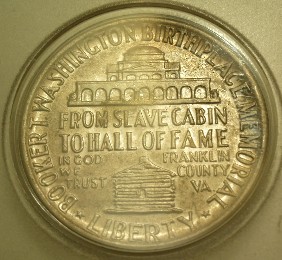 BOOKER T. WASHINGTON BIRTHPLACE MEMORIAL
FROM SLAVE CABIN
TO HALL OF FAME
IN GOD
WE
TRUST
FRANKLIN
COUNTY
VA.
★ LIBERTY ★